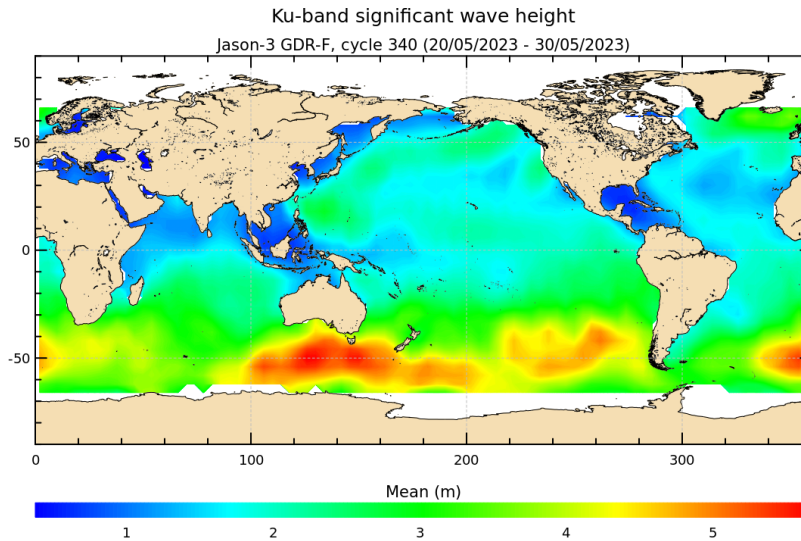 Ku-band significant wave height
Jason-3 GDR-F, cycle 340 (20/05/2023 - 30/05/2023)
50
0
-50
0 100 200 300
Mean (m)
1 2 3 4 5